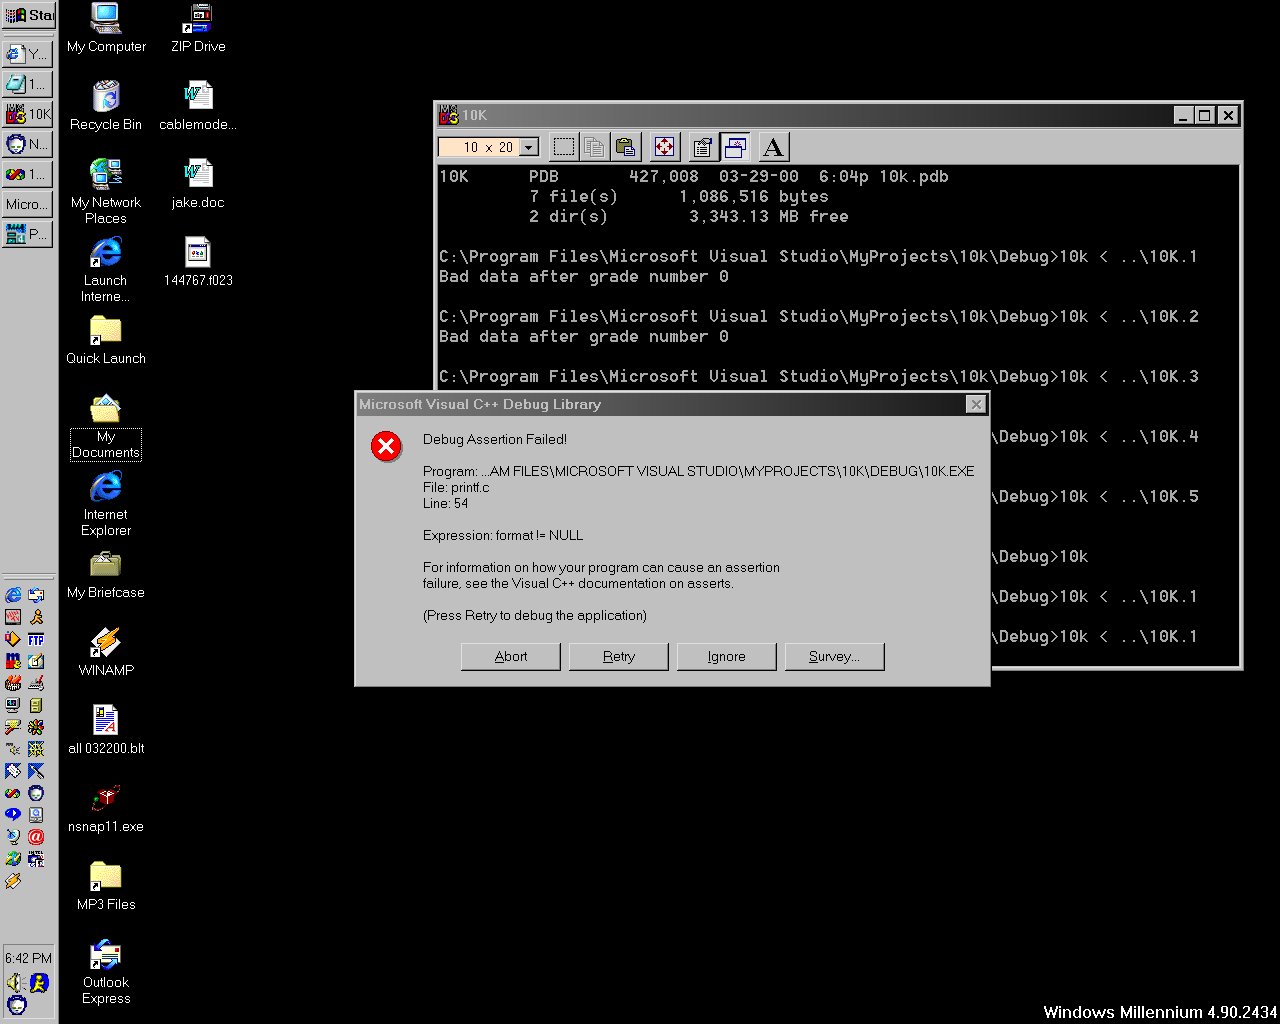 Star
Y...
1...
10K
N...
1...
Micro...
P...
6:42 PM
My Computer
Recycle Bin
My Network
Places
Launch
Interne...
Quick Launch
My
Documents
Internet
Explorer
My Briefcase
WINAMP
all 032200.blt
nsnap11.exe
MP3 Files
Outlook
Express
ZIP Drive
cablemode...
jake.doc
144767.f023
10K
10 x 20
A
10K PDB 427,008 03-29-00 6:04p 10k.pdb
7 file(s) 1,086,516 bytes
2 dir(s) 3,343.13 MB free
C:\Program Files\Microsoft Visual Studio\MyProjects\10k\Debug>10k < ..\10K.1
Bad data after grade number 0
C:\Program Files\Microsoft Visual Studio\MyProjects\10k\Debug>10k < ..\10K.2
Bad data after grade number 0
C:\Program Files\Microsoft Visual Studio\MyProjects\10k\Debug>10k < ..\10K.3
\Debug>10k < ..\10K.4
\Debug>10k < ..\10K.5
\Debug>10k
\Debug>10k < ..\10K.1
\Debug>10k < ..\10K.1
Microsoft Visual C++ Debug Library
Debug Assertion Failed!
Program: ...AM FILES\MICROSOFT VISUAL STUDIO\MYPROJECTS\10K\DEBUG\10K.EXE
File: printf.c
Line: 54
Expression: format != NULL
For information on how your program can cause an assertion
failure, see the Visual C++ documentation on asserts.
(Press Retry to debug the application)
Abort
Retry
Ignore
Survey...
FTP
Windows Millennium 4.90.2434